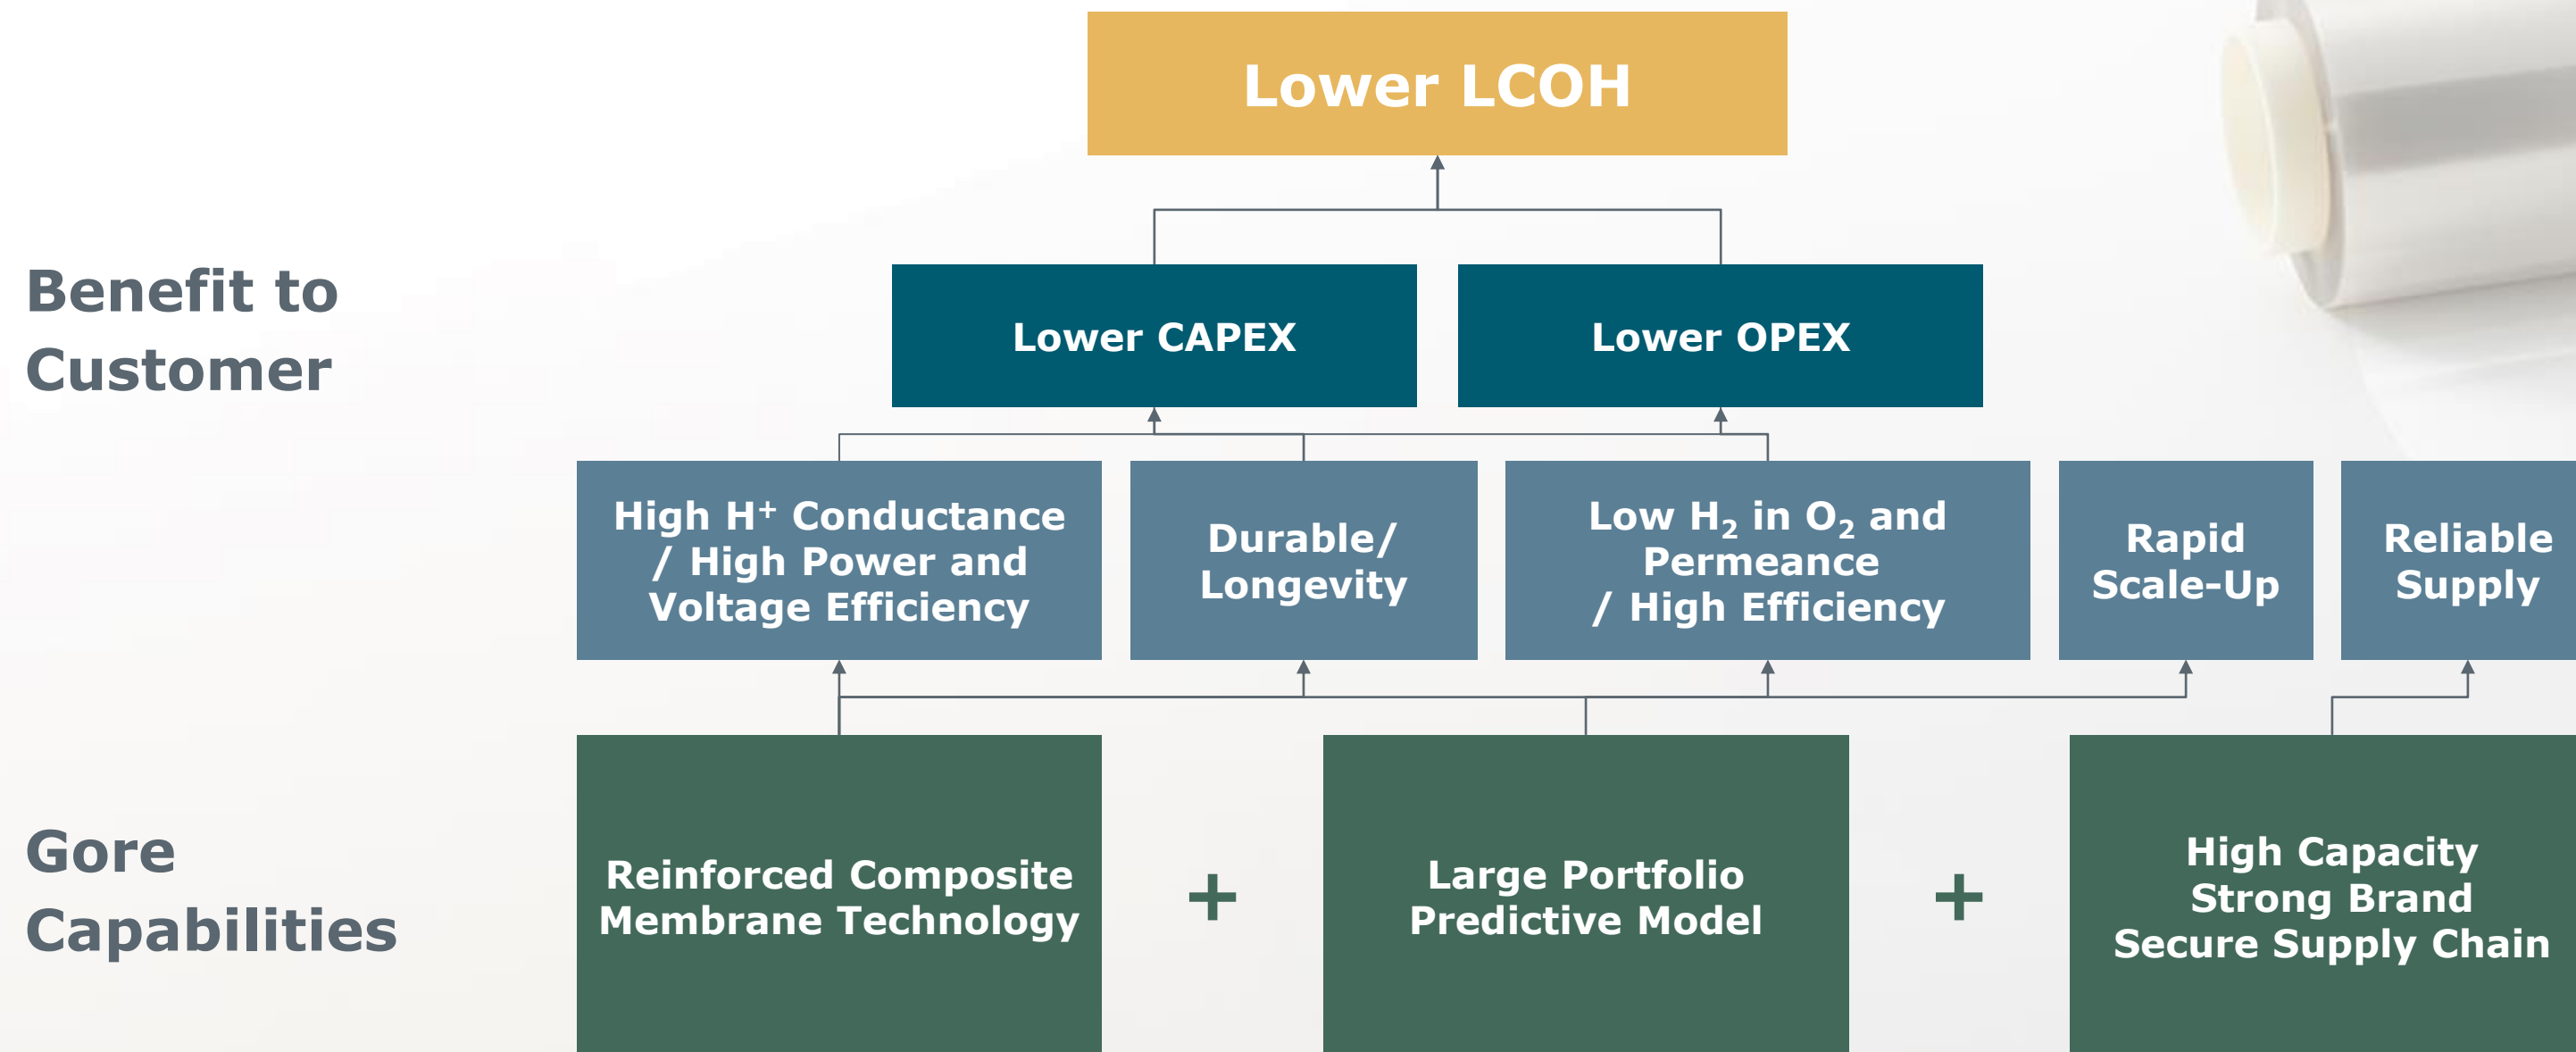 Lower LCOH
Benefit to
Customer
Lower CAPEX
Lower OPEX
High H⁺ Conductance
/ High Power and
Voltage Efficiency
Durable/
Longevity
Low H₂ in O₂ and
Permeance
/ High Efficiency
Rapid
Scale-Up
Reliable
Supply
Gore
Capabilities
Reinforced Composite
Membrane Technology
+
Large Portfolio
Predictive Model
+
High Capacity
Strong Brand
Secure Supply Chain